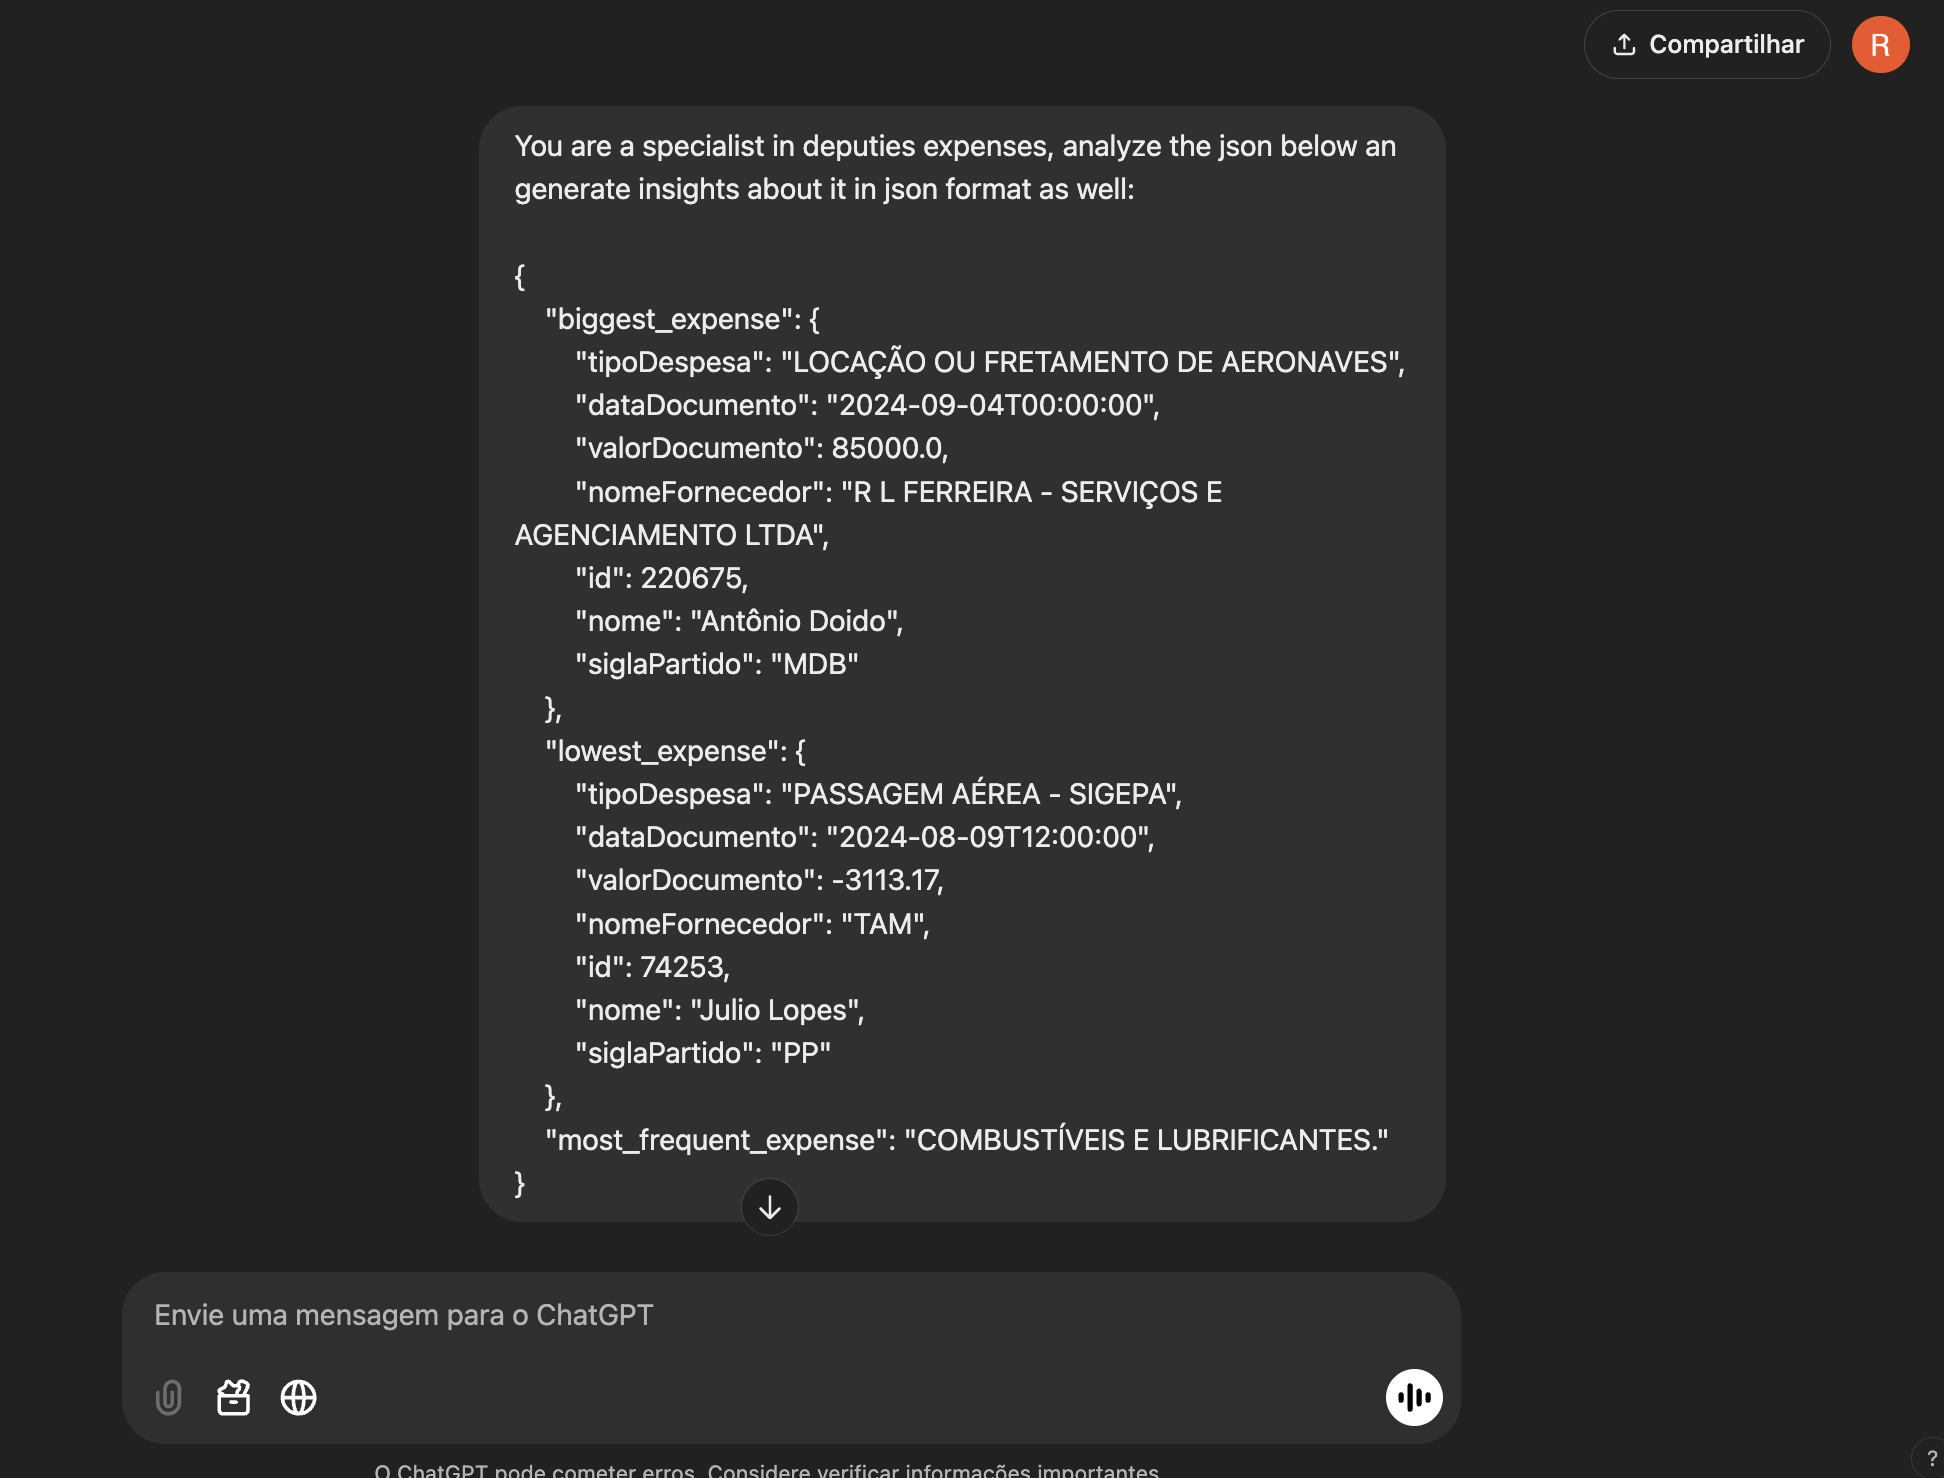 Compartilhar
R
You are a specialist in deputies expenses, analyze the json below an
generate insights about it in json format as well:
{
"biggest_expense": {
"tipoDespesa": "LOCAÇÃO OU FRETAMENTO DE AERONAVES",
"dataDocumento": "2024-09-04T00:00:00",
"valorDocumento": 85000.0,
"nomeFornecedor": "R L FERREIRA - SERVIÇOS E
AGENCIAMENTO LTDA",
"id": 220675,
"nome": "Antônio Doido",
"siglaPartido": "MDB"
},
"lowest_expense": {
"tipoDespesa": "PASSAGEM AÉREA - SIGEPA",
"dataDocumento": "2024-08-09T12:00:00",
"valorDocumento": -3113.17,
"nomeFornecedor": "TAM",
"id": 74253,
"nome": "Julio Lopes",
"siglaPartido": "PP"
},
"most_frequent_expense": "COMBUSTÍVEIS E LUBRIFICANTES."
}
Envie uma mensagem para o ChatGPT
O ChatGPT pode cometer erros. Considere verificar informações importantes.
?